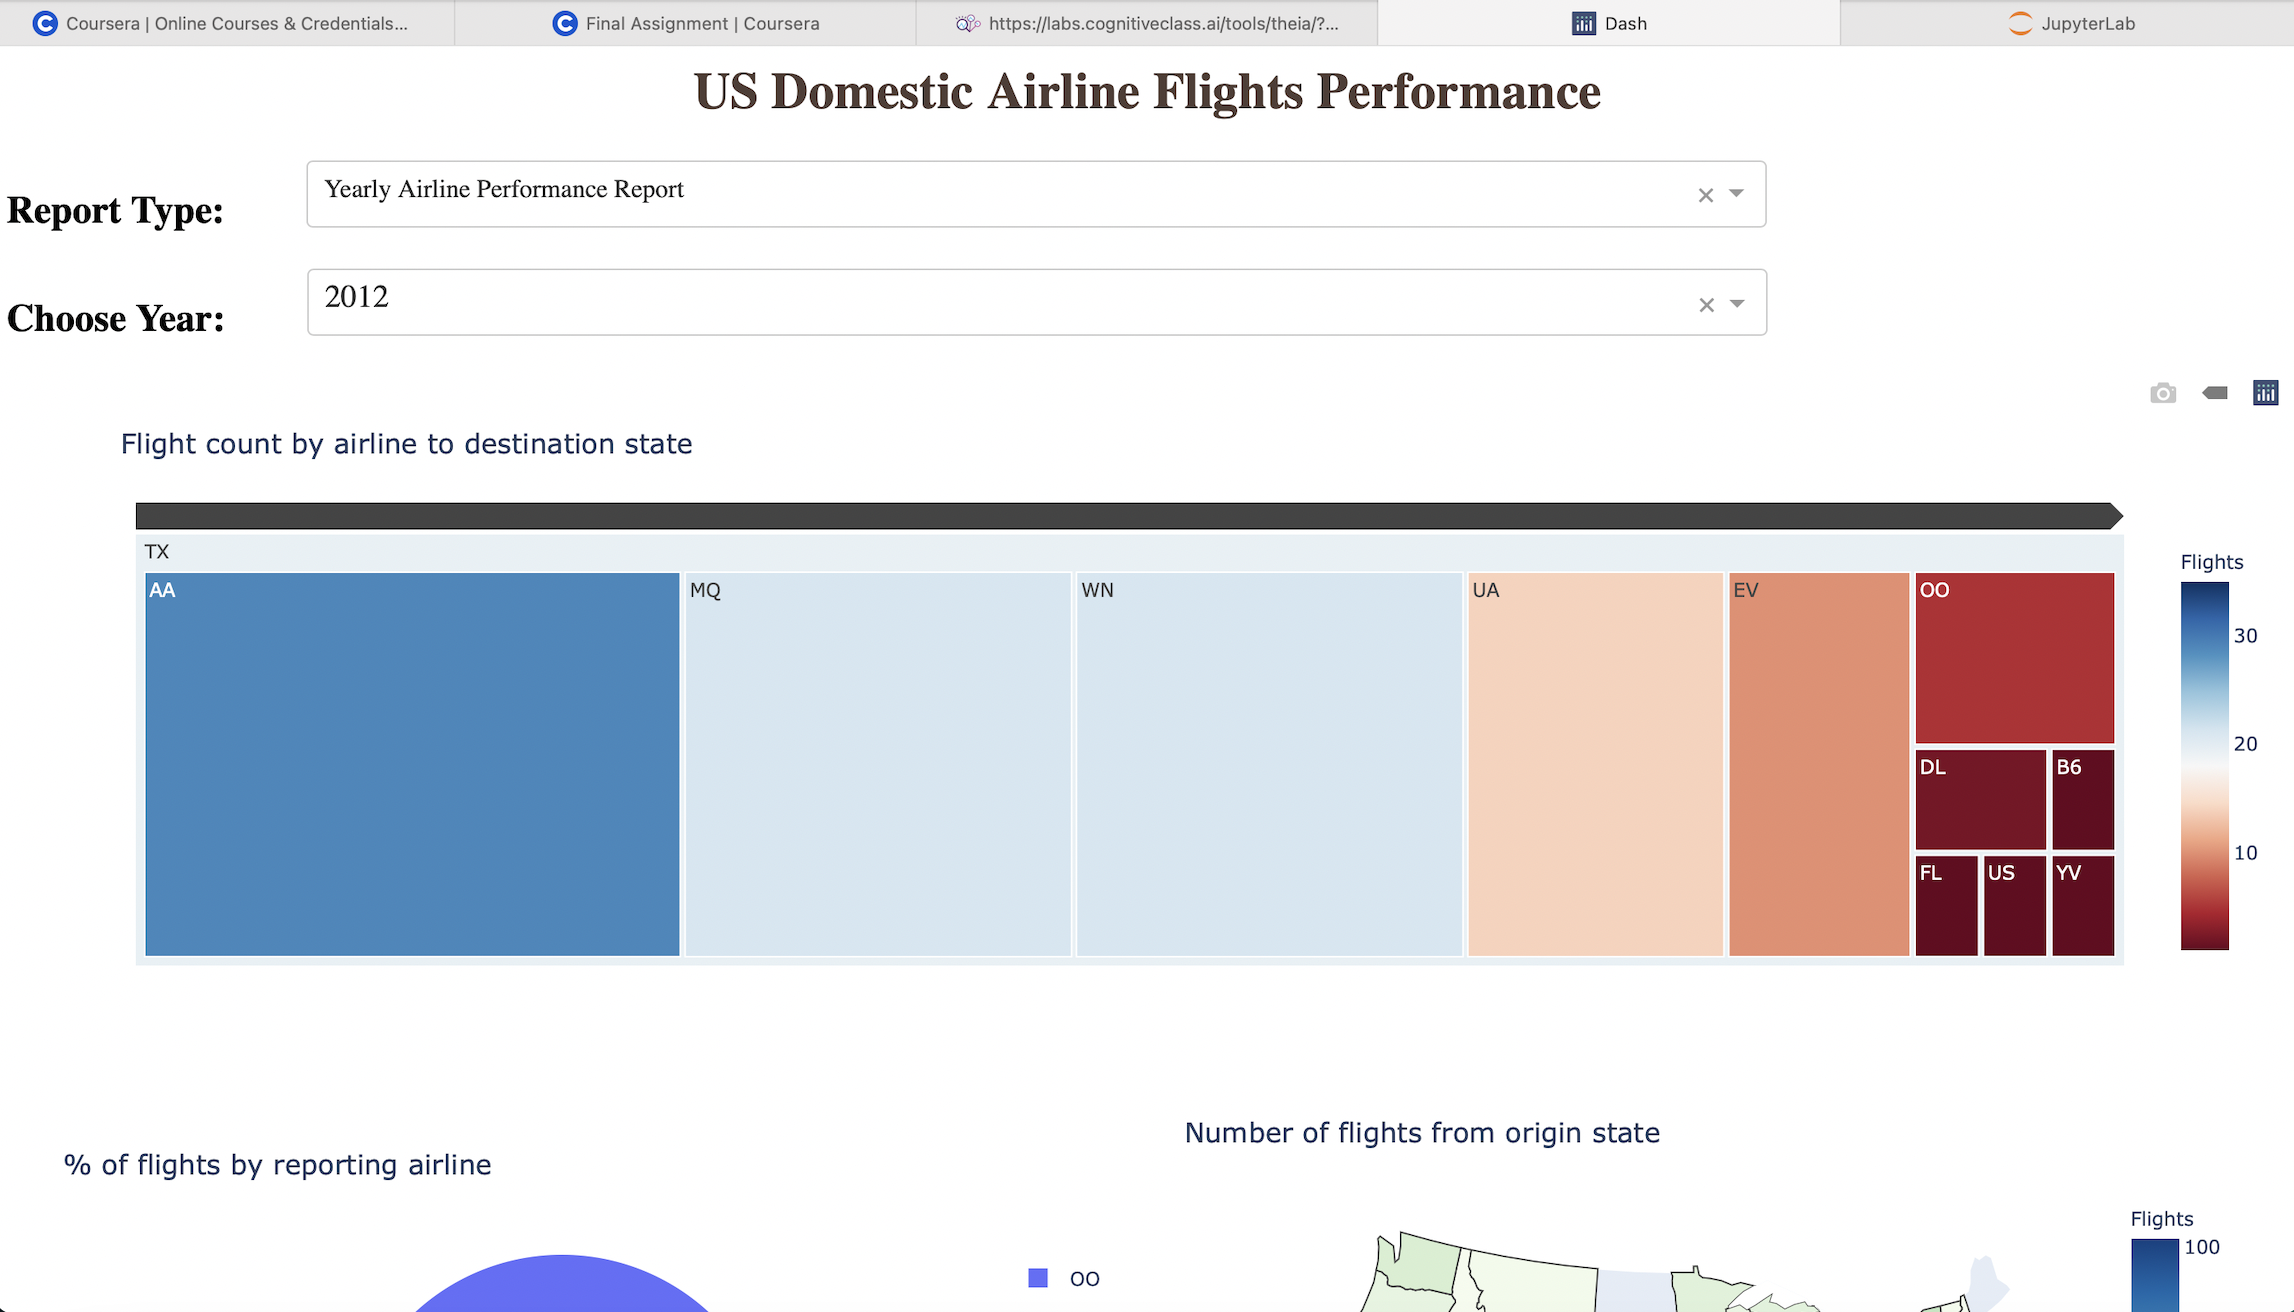 Coursera | Online Courses & Credentials...
Final Assignment | Coursera
https://labs.cognitiveclass.ai/tools/theia/?...
Dash
JupyterLab
US Domestic Airline Flights Performance
Report Type:
Yearly Airline Performance Report
Choose Year:
2012
Flight count by airline to destination state
TX
AA
MQ
WN
UA
EV
OO
DL
B6
FL
US
YV
Flights
30
20
10
% of flights by reporting airline
OO
Number of flights from origin state
Flights
100